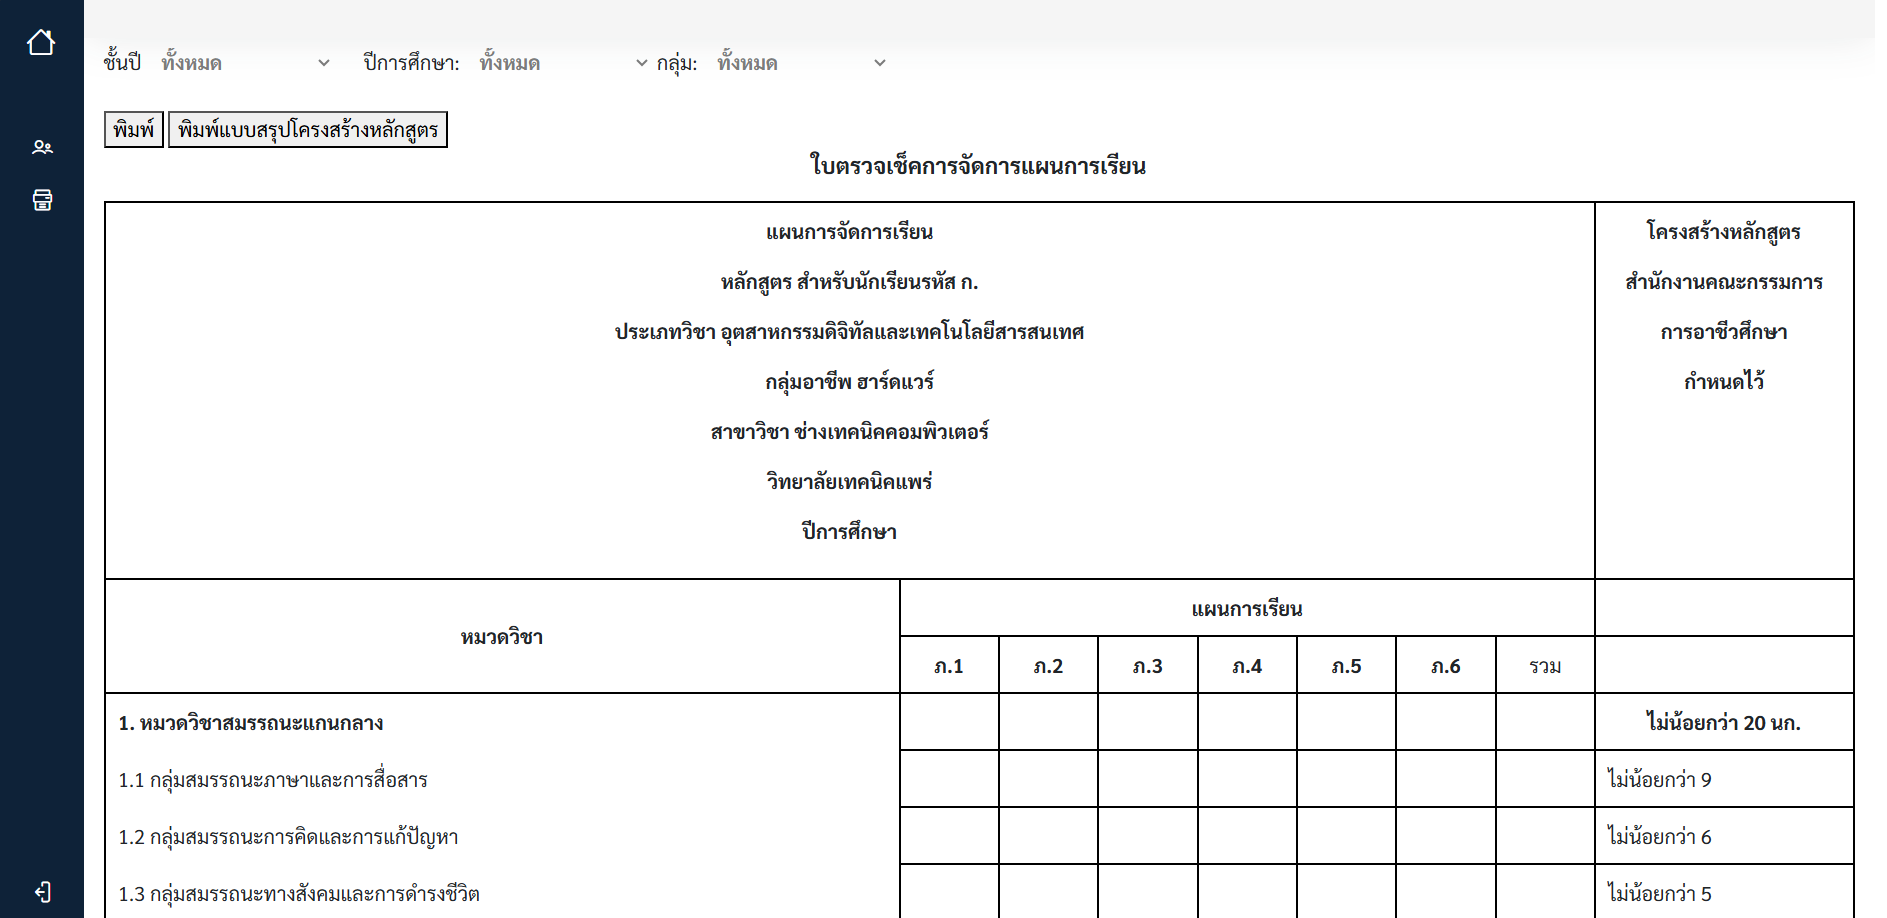 ชั้นปี ทั้งหมด ปีการศึกษา: ทั้งหมด กลุ่ม: ทั้งหมด
พิมพ์ พิมพ์แบบสรุปโครงสร้างหลักสูตร
ใบตรวจเช็คการจัดการแผนการเรียน
แผนการจัดการเรียน
หลักสูตร สำหรับนักเรียนรหัส ก.
ประเภทวิชา อุตสาหกรรมดิจิทัลและเทคโนโลยีสารสนเทศ
กลุ่มอาชีพ ฮาร์ดแวร์
สาขาวิชา ช่างเทคนิคคอมพิวเตอร์
วิทยาลัยเทคนิคแพร่
ปีการศึกษา
โครงสร้างหลักสูตร
สำนักงานคณะกรรมการ
การอาชีวศึกษา
กำหนดไว้
หมวดวิชา
แผนการเรียน
ภ.1 ภ.2 ภ.3 ภ.4 ภ.5 ภ.6 รวม
1. หมวดวิชาสมรรถนะแกนกลาง ไม่น้อยกว่า 20 นก.
1.1 กลุ่มสมรรถนะภาษาและการสื่อสาร ไม่น้อยกว่า 9
1.2 กลุ่มสมรรถนะการคิดและการแก้ปัญหา ไม่น้อยกว่า 6
1.3 กลุ่มสมรรถนะทางสังคมและการดำรงชีวิต ไม่น้อยกว่า 5